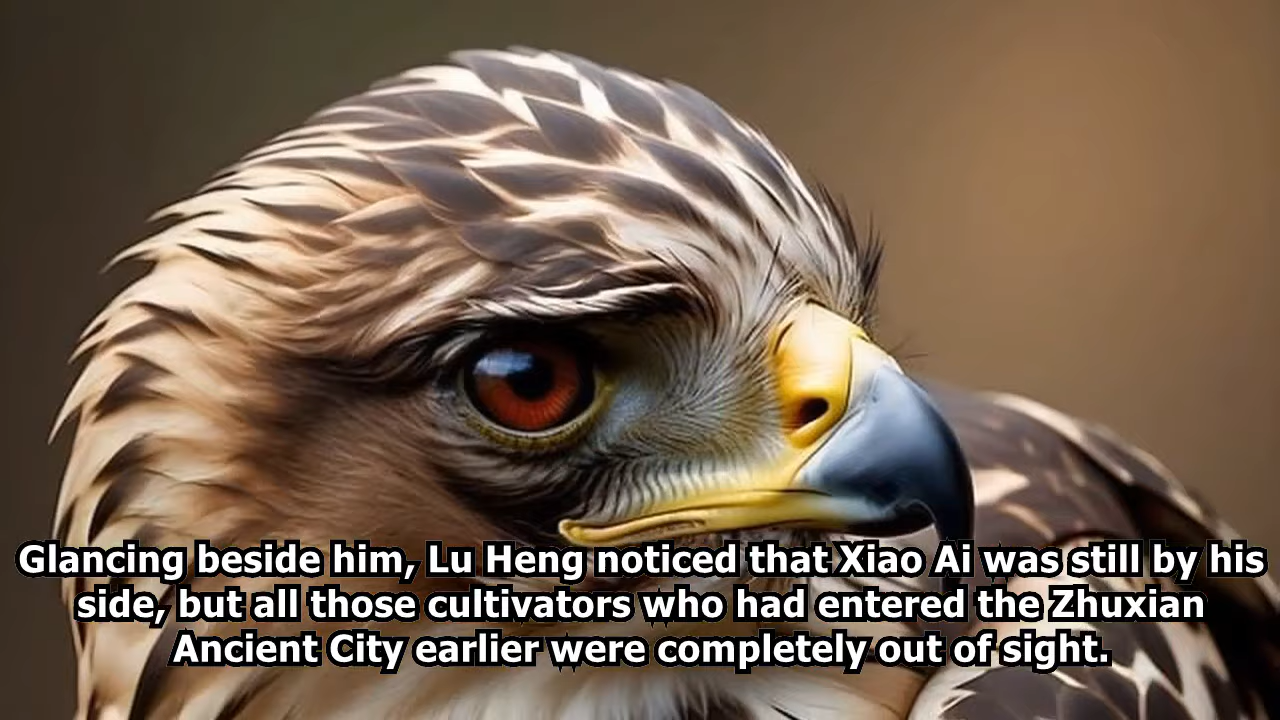 Glancing beside him, Lu Heng noticed that Xiao Ai was still by his
side, but all those cultivators who had entered the Zhuxian
Ancient City earlier were completely out of sight.